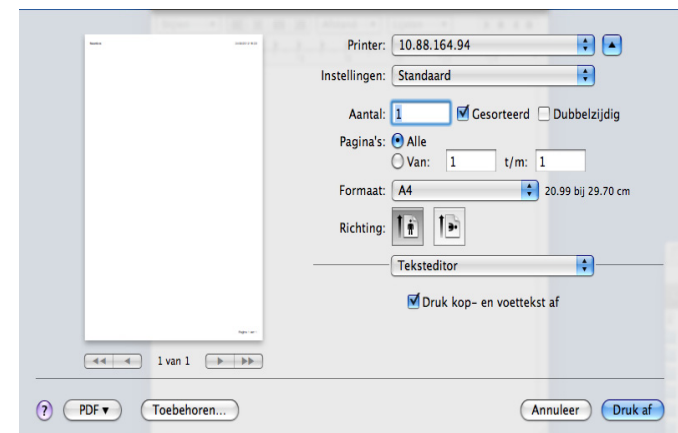 Printer: 10.88.164.94
Instellingen: Standaard
Aantal: 1 Gesorteerd Dubbelzijdig
Pagina's: Alle
Van: 1 t/m: 1
Formaat: A4 20.99 bij 29.70 cm
Richting:
Teksteditor
Druk kop- en voettekst af
1 van 1
? PDF Toebehoren... Annuleer Druk af